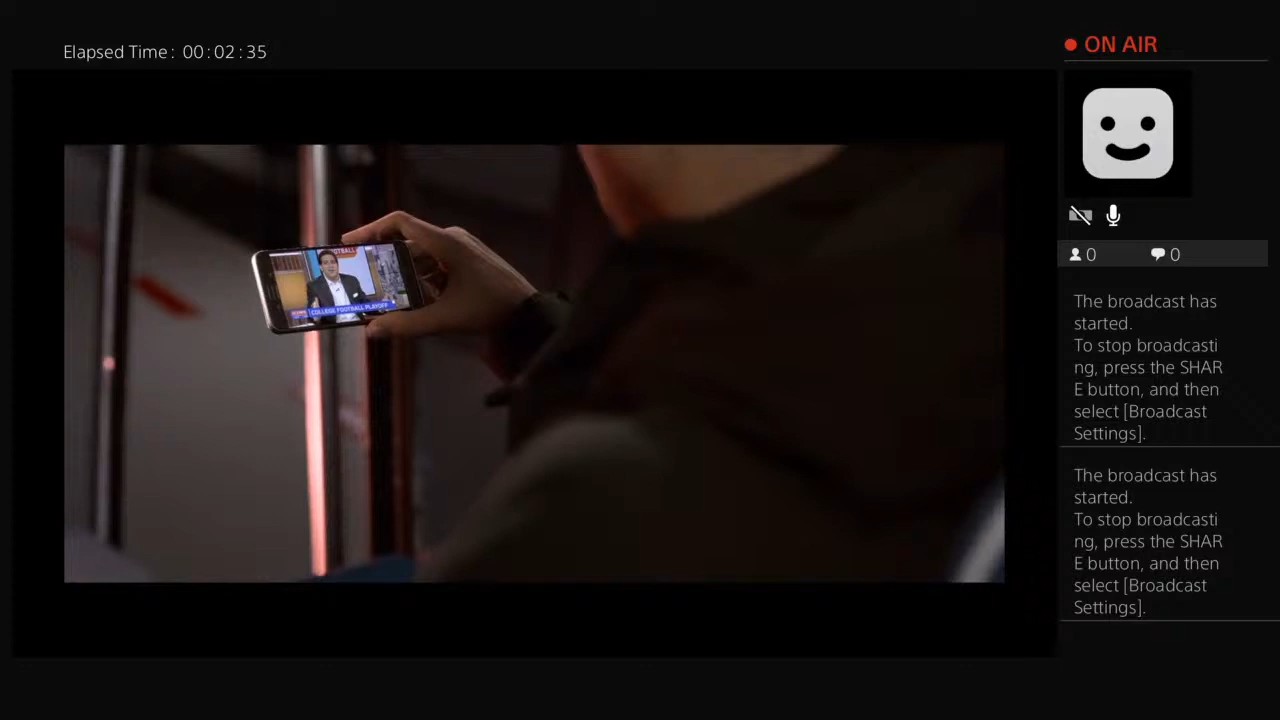 Elapsed Time: 00:02:35
ON AIR
FOOTBALL
COLLEGE FOOTBALL PLAYOFF
0
0
The broadcast has
started.
To stop broadcasti
ng, press the SHAR
E button, and then
select [Broadcast
Settings].
The broadcast has
started.
To stop broadcasti
ng, press the SHAR
E button, and then
select [Broadcast
Settings].